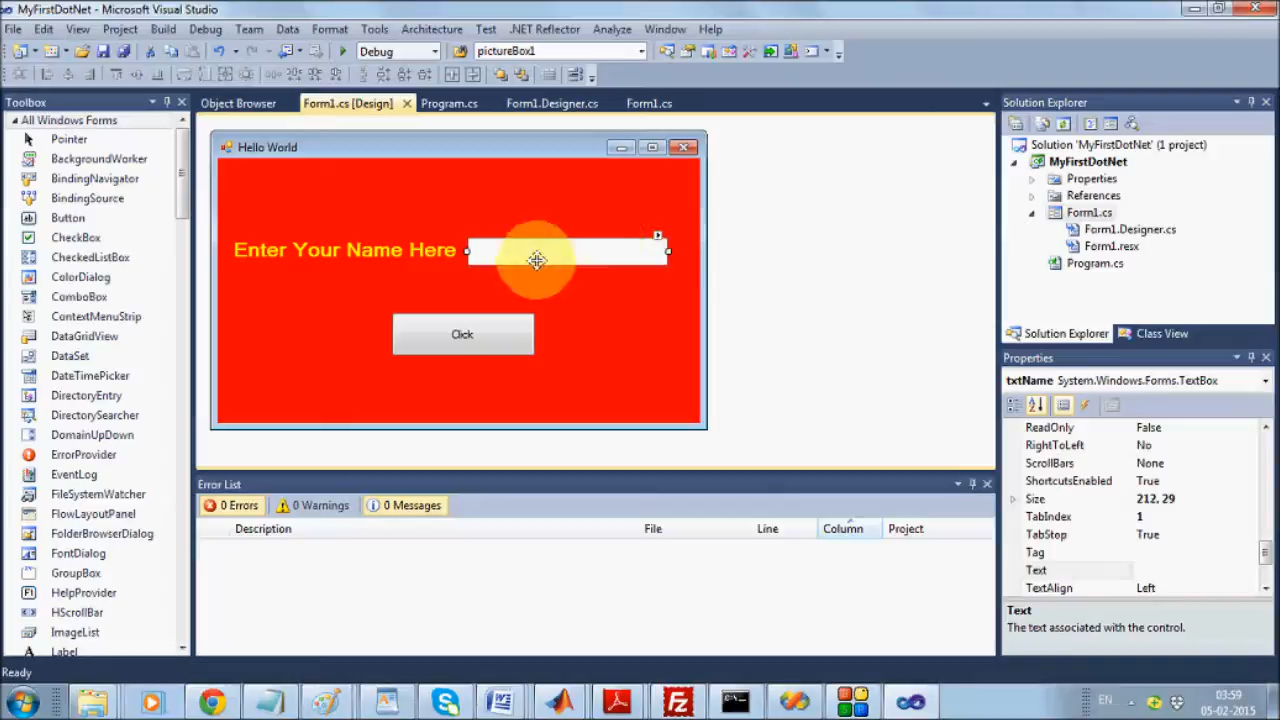 MyFirstDotNet - Microsoft Visual Studio
File Edit View Project Build Debug Team Data Format Tools Architecture Test .NET Reflector Analyze Window Help
Debug pictureBox1
Toolbox
All Windows Forms
Pointer
BackgroundWorker
BindingNavigator
BindingSource
Button
CheckBox
CheckedListBox
ColorDialog
ComboBox
ContextMenuStrip
DataGridView
DataSet
DateTimePicker
DirectoryEntry
DirectorySearcher
DomainUpDown
ErrorProvider
EventLog
FileSystemWatcher
FlowLayoutPanel
FolderBrowserDialog
FontDialog
GroupBox
HelpProvider
HScrollBar
ImageList
Label
Object Browser Form1.cs [Design] Program.cs Form1.Designer.cs Form1.cs
Hello World
Enter Your Name Here
Click
Error List
0 Errors 0 Warnings 0 Messages
Description File Line Column Project
Solution Explorer
Solution 'MyFirstDotNet' (1 project)
MyFirstDotNet
Properties
References
Form1.cs
Form1.Designer.cs
Form1.resx
Program.cs
Solution Explorer Class View
Properties
txtName System.Windows.Forms.TextBox
ReadOnly False
RightToLeft No
ScrollBars None
ShortcutsEnabled True
Size 212, 29
TabIndex 1
TabStop True
Tag
Text
TextAlign Left
Text
The text associated with the control.
Ready
EN
03:59
05-02-2015